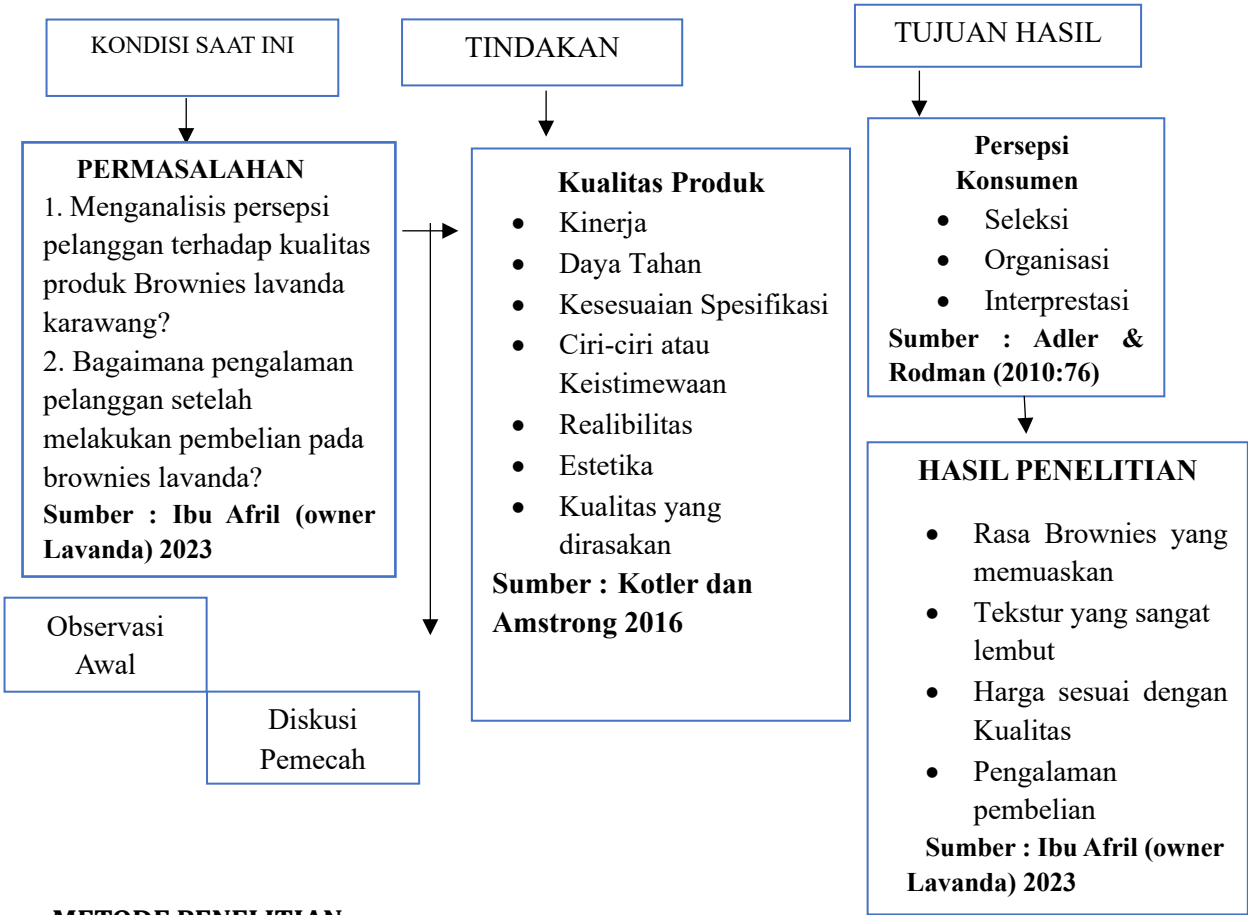 KONDISI SAAT INI
TINDAKAN
TUJUAN HASIL
PERMASALAHAN
1. Menganalisis persepsi
pelanggan terhadap kualitas
produk Brownies lavanda
karawang?
2. Bagaimana pengalaman
pelanggan setelah
melakukan pembelian pada
brownies lavanda?
Sumber : Ibu Afril (owner
Lavanda) 2023
Observasi
Awal
Diskusi
Pemecah
Kualitas Produk
• Kinerja
• Daya Tahan
• Kesesuaian Spesifikasi
• Ciri-ciri atau
Keistimewaan
• Realibilitas
• Estetika
• Kualitas yang
dirasakan
Sumber : Kotler dan
Amstrong 2016
Persepsi
Konsumen
• Seleksi
• Organisasi
• Interprestasi
Sumber : Adler &
Rodman (2010:76)
HASIL PENELITIAN
• Rasa Brownies yang
memuaskan
• Tekstur yang sangat
lembut
• Harga sesuai dengan
Kualitas
• Pengalaman
pembelian
Sumber : Ibu Afril (owner
Lavanda) 2023
METODE PENELITIAN